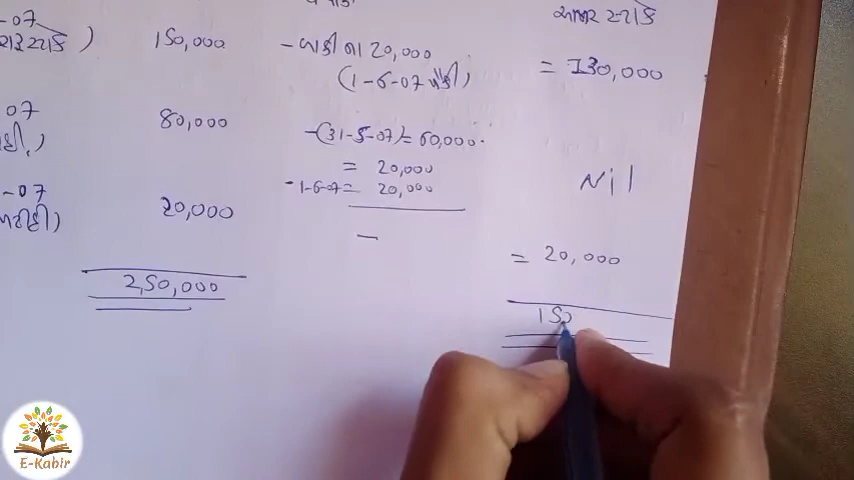 -07
150,000
07
80,000
-07
20,000
2,50,000
- બાકી ના 20,000
(1-6-07 પછી)
-(31-5-07)= 60,000.
= 20,000
-1-6-07= 20,000
—
આખર સ્ટોક
= 130,000
Nil
= 20,000
150
E-Kabir